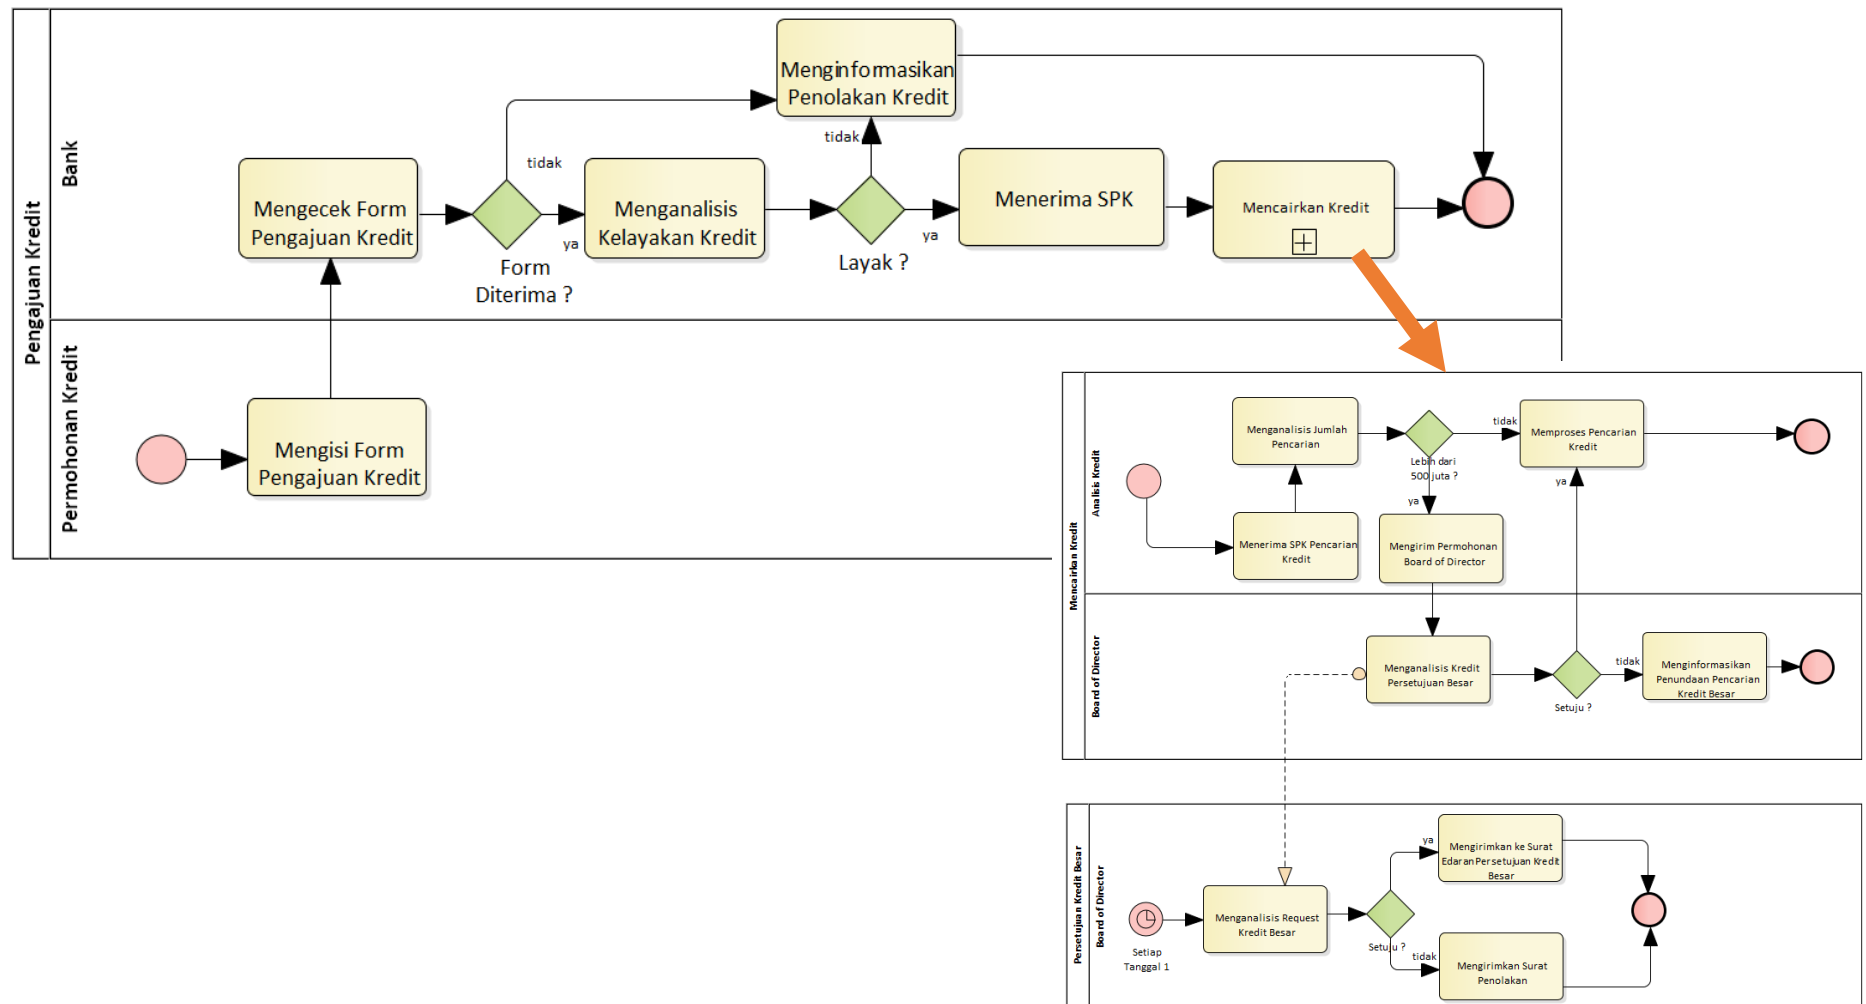 Pengajuan Kredit
Bank
Menginformasikan
Penolakan Kredit
tidak
tidak
Mengecek Form
Pengajuan Kredit
Menganalisis
Kelayakan Kredit
Menerima SPK
Mencairkan Kredit
ya
ya
Form
Diterima ?
Layak ?
Permohonan Kredit
Mengisi Form
Pengajuan Kredit
Mencairkan Kredit
Analisis Kredit
Menganalisis Jumlah
Pencarian
tidak
Memproses Pencarian
Kredit
Lebih dari
500 juta ?
ya
ya
Menerima SPK Pencarian
Kredit
Mengirim Permohonan
Board of Director
Board of Director
Menganalisis Kredit
Persetujuan Besar
tidak
Menginformasikan
Penundaan Pencarian
Kredit Besar
Setuju ?
Persetujuan Kredit Besar
Board of Director
ya
Mengirimkan ke Surat
Edaran Persetujuan Kredit
Besar
Menganalisis Request
Kredit Besar
Setiap
Tanggal 1
Setuju ?
tidak
Mengirimkan Surat
Penolakan